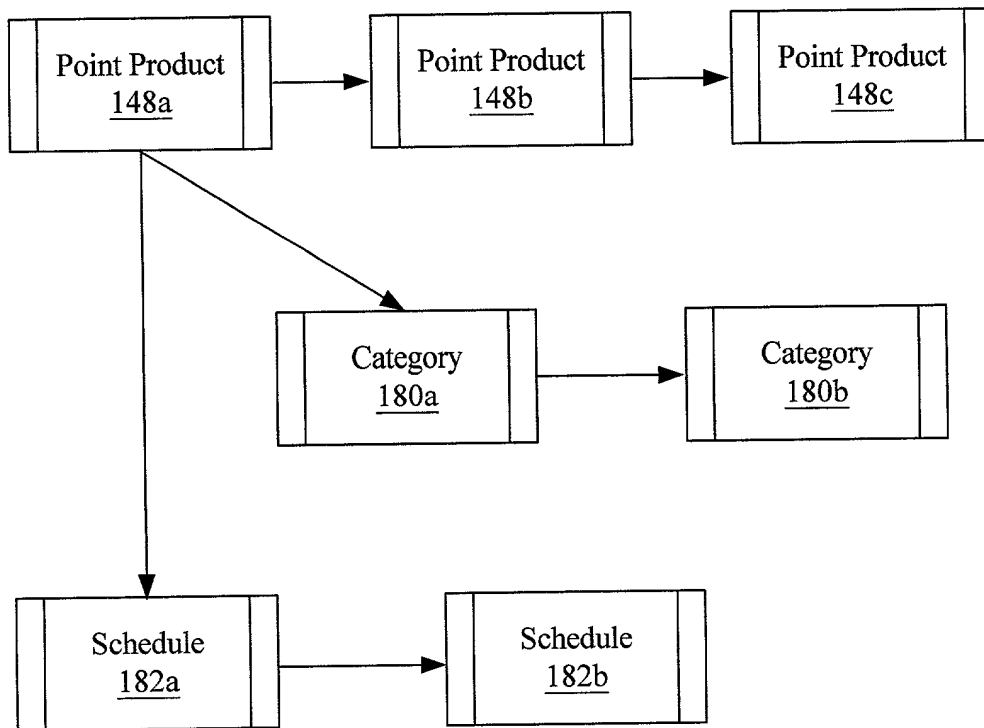 Point Product
148a
Point Product
148b
Point Product
148c
Category
180a
Category
180b
Schedule
182a
Schedule
182b